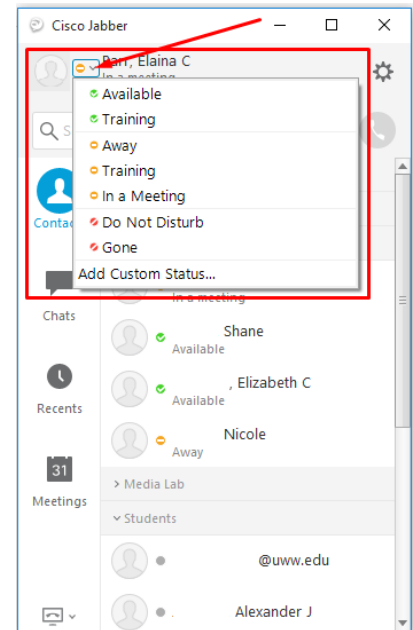 Cisco Jabber
Parr, Elaina C
In a meeting
Available
Training
Away
Training
In a Meeting
Do Not Disturb
Gone
Add Custom Status...
In a meeting
Contac
Shane
Available
Chats
, Elizabeth C
Available
Recents
Nicole
Away
31
Meetings
> Media Lab
Students
@uww.edu
Alexander J